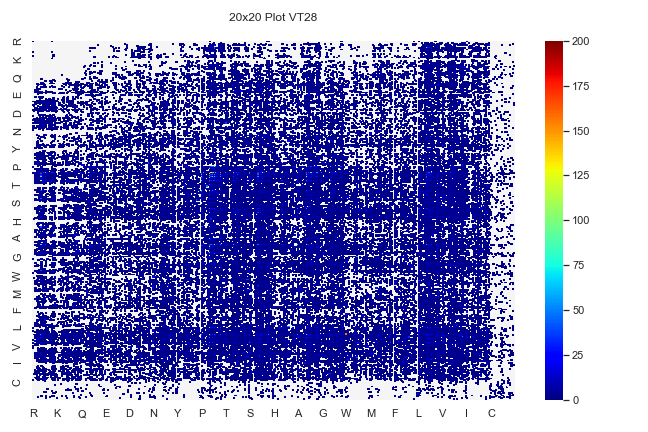 20x20 Plot VT28
R
K
Q
E
D
N
Y
P
T
S
H
A
G
W
M
F
L
V
I
C
R K Q E D N Y P T S H A G W M F L V I C
200
175
150
125
100
75
50
25
0